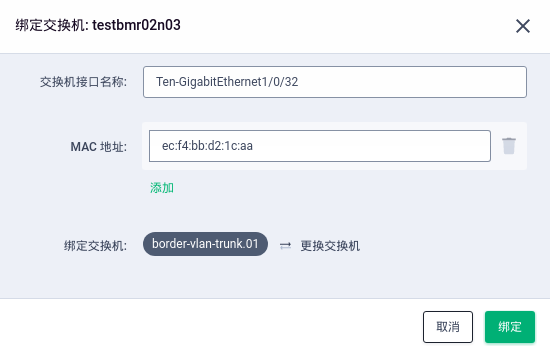 绑定交换机: testbmr02n03
交换机接口名称: Ten-GigabitEthernet1/0/32
MAC 地址: ec:f4:bb:d2:1c:aa
添加
绑定交换机: border-vlan-trunk.01 更换交换机
取消 绑定